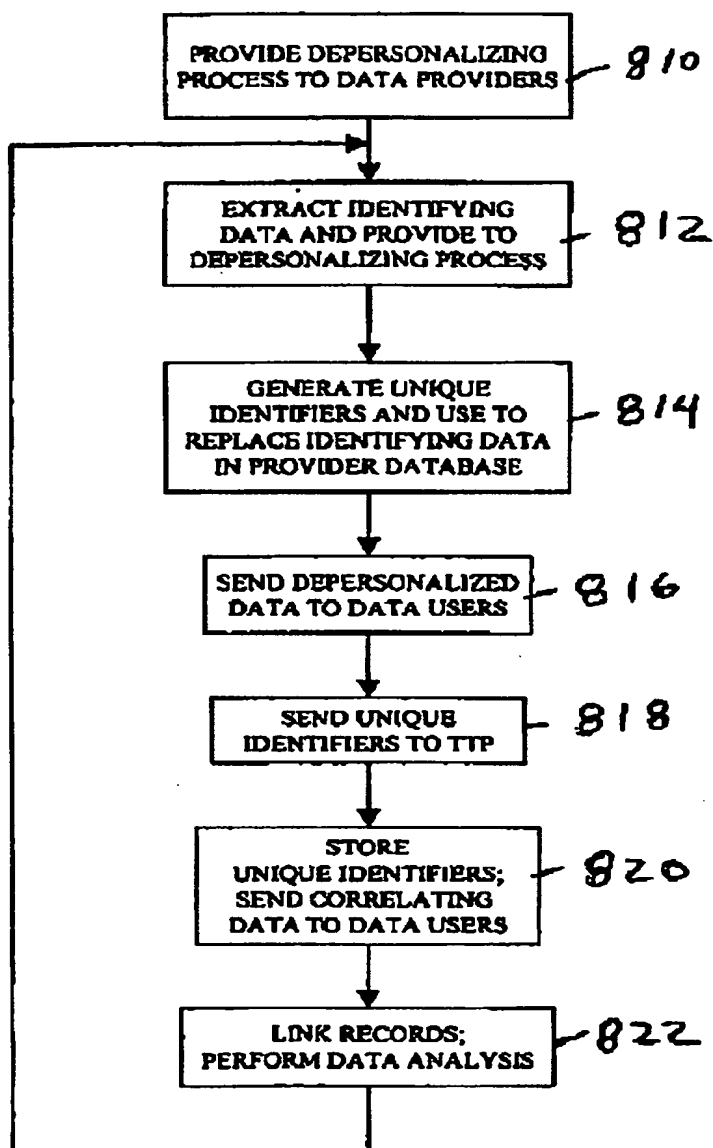 PROVIDE DEPERSONALIZING
PROCESS TO DATA PROVIDERS
810
EXTRACT IDENTIFYING
DATA AND PROVIDE TO
DEPERSONALIZING PROCESS
812
GENERATE UNIQUE
IDENTIFIERS AND USE TO
REPLACE IDENTIFYING DATA
IN PROVIDER DATABASE
814
SEND DEPERSONALIZED
DATA TO DATA USERS
816
SEND UNIQUE
IDENTIFIERS TO TTP
818
STORE
UNIQUE IDENTIFIERS;
SEND CORRELATING
DATA TO DATA USERS
820
LINK RECORDS;
PERFORM DATA ANALYSIS
822